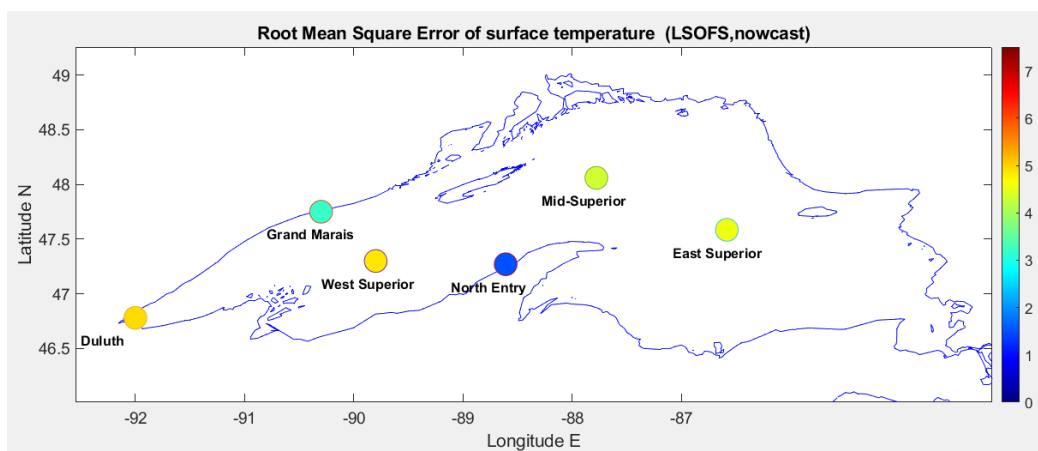 Root Mean Square Error of surface temperature (LSOFS,nowcast)
49
48.5
48
47.5
47
46.5
Latitude N
Mid-Superior
Grand Marais
East Superior
West Superior
North Entry
Duluth
-92
-91
-90
-89
-88
-87
Longitude E
7
6
5
4
3
2
1
0